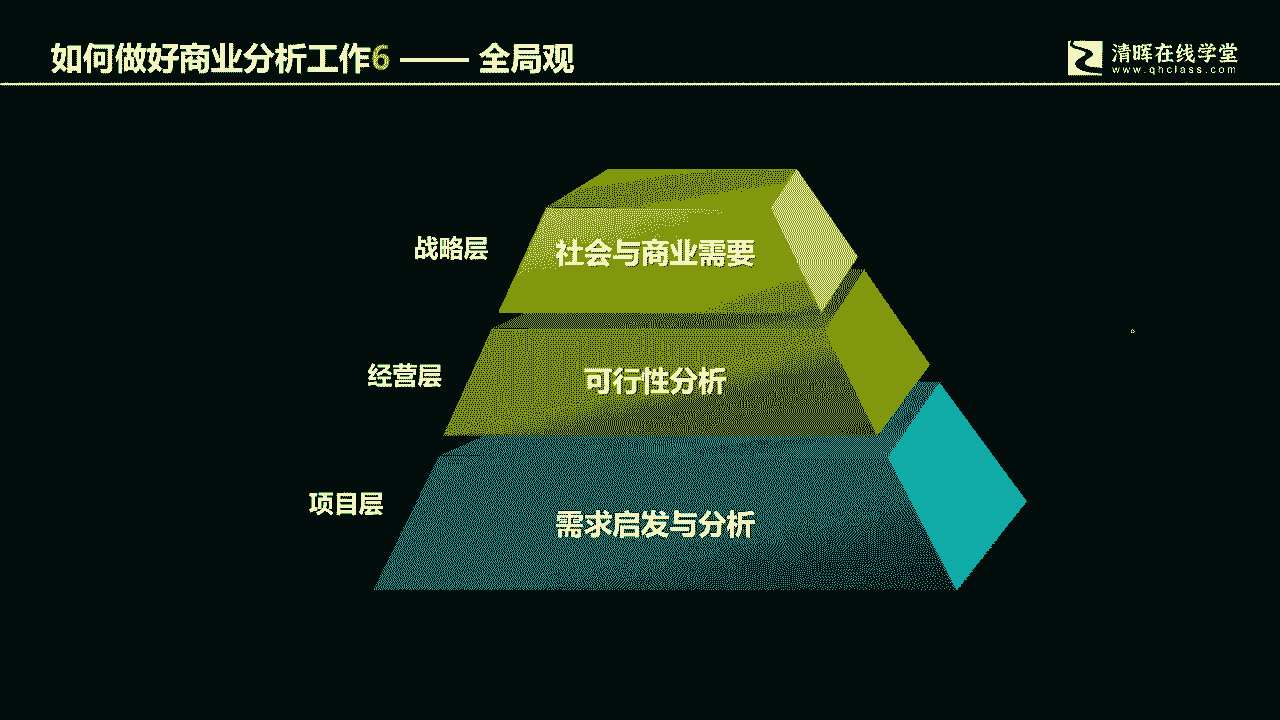 如何做好商业分析工作6 —— 全局观
清晖在线学堂
www.qhclass.com
战略层
社会与商业需要
经营层
可行性分析
项目层
需求启发与分析